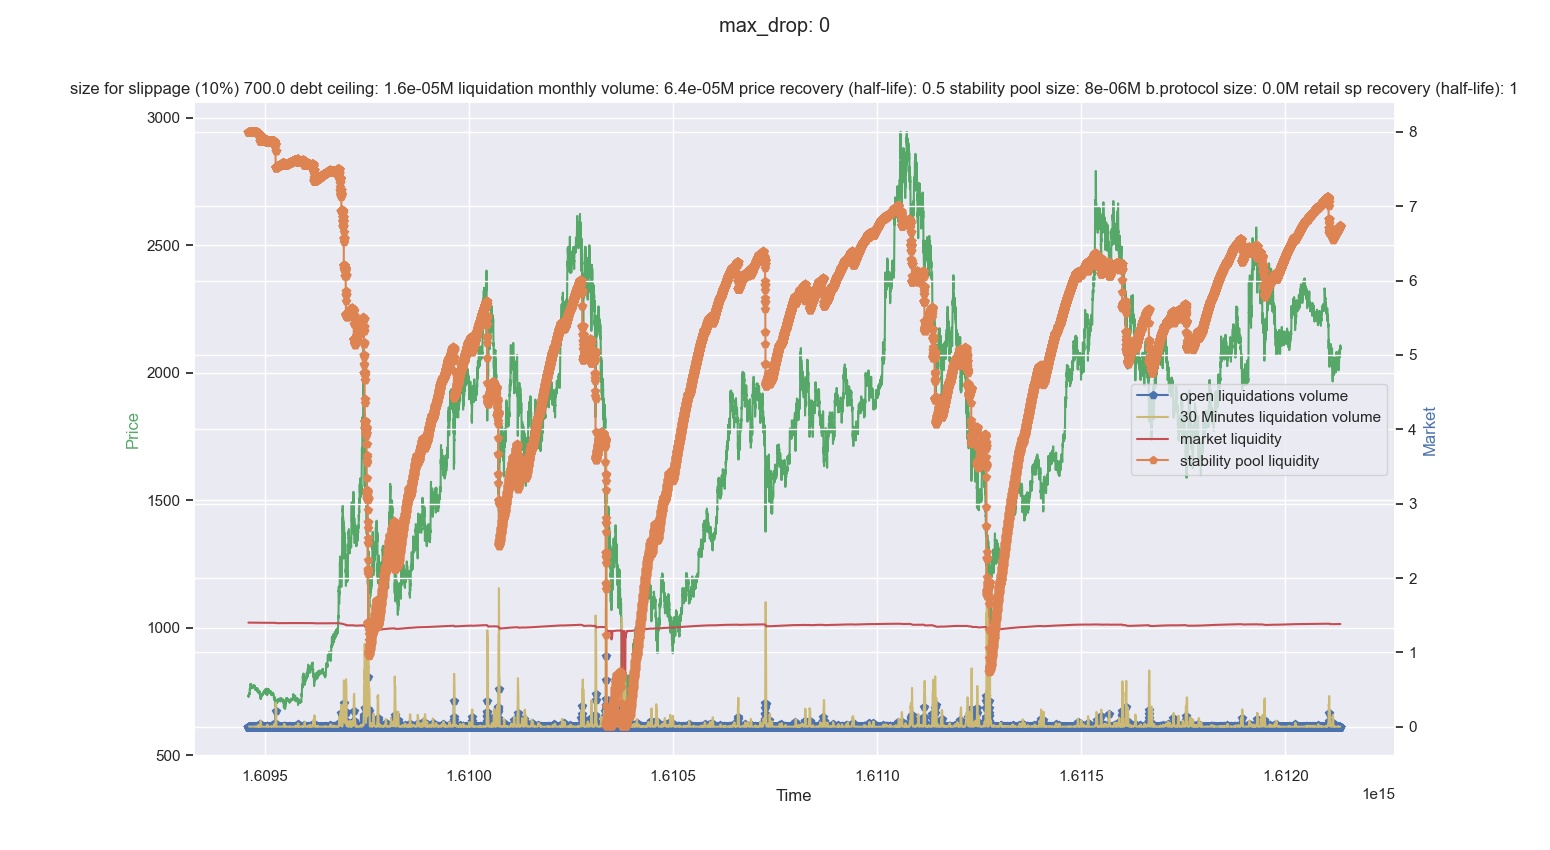 max_drop: 0
size for slippage (10%) 700.0 debt ceiling: 1.6e-05M liquidation monthly volume: 6.4e-05M price recovery (half-life): 0.5 stability pool size: 8e-06M b.protocol size: 0.0M retail sp recovery (half-life): 1
3000
2500
2000
1500
1000
500
Price
8
7
6
5
4
3
2
1
0
Market
open liquidations volume
30 Minutes liquidation volume
market liquidity
stability pool liquidity
1.6095
1.6100
1.6105
1.6110
1.6115
1.6120
Time
1e15